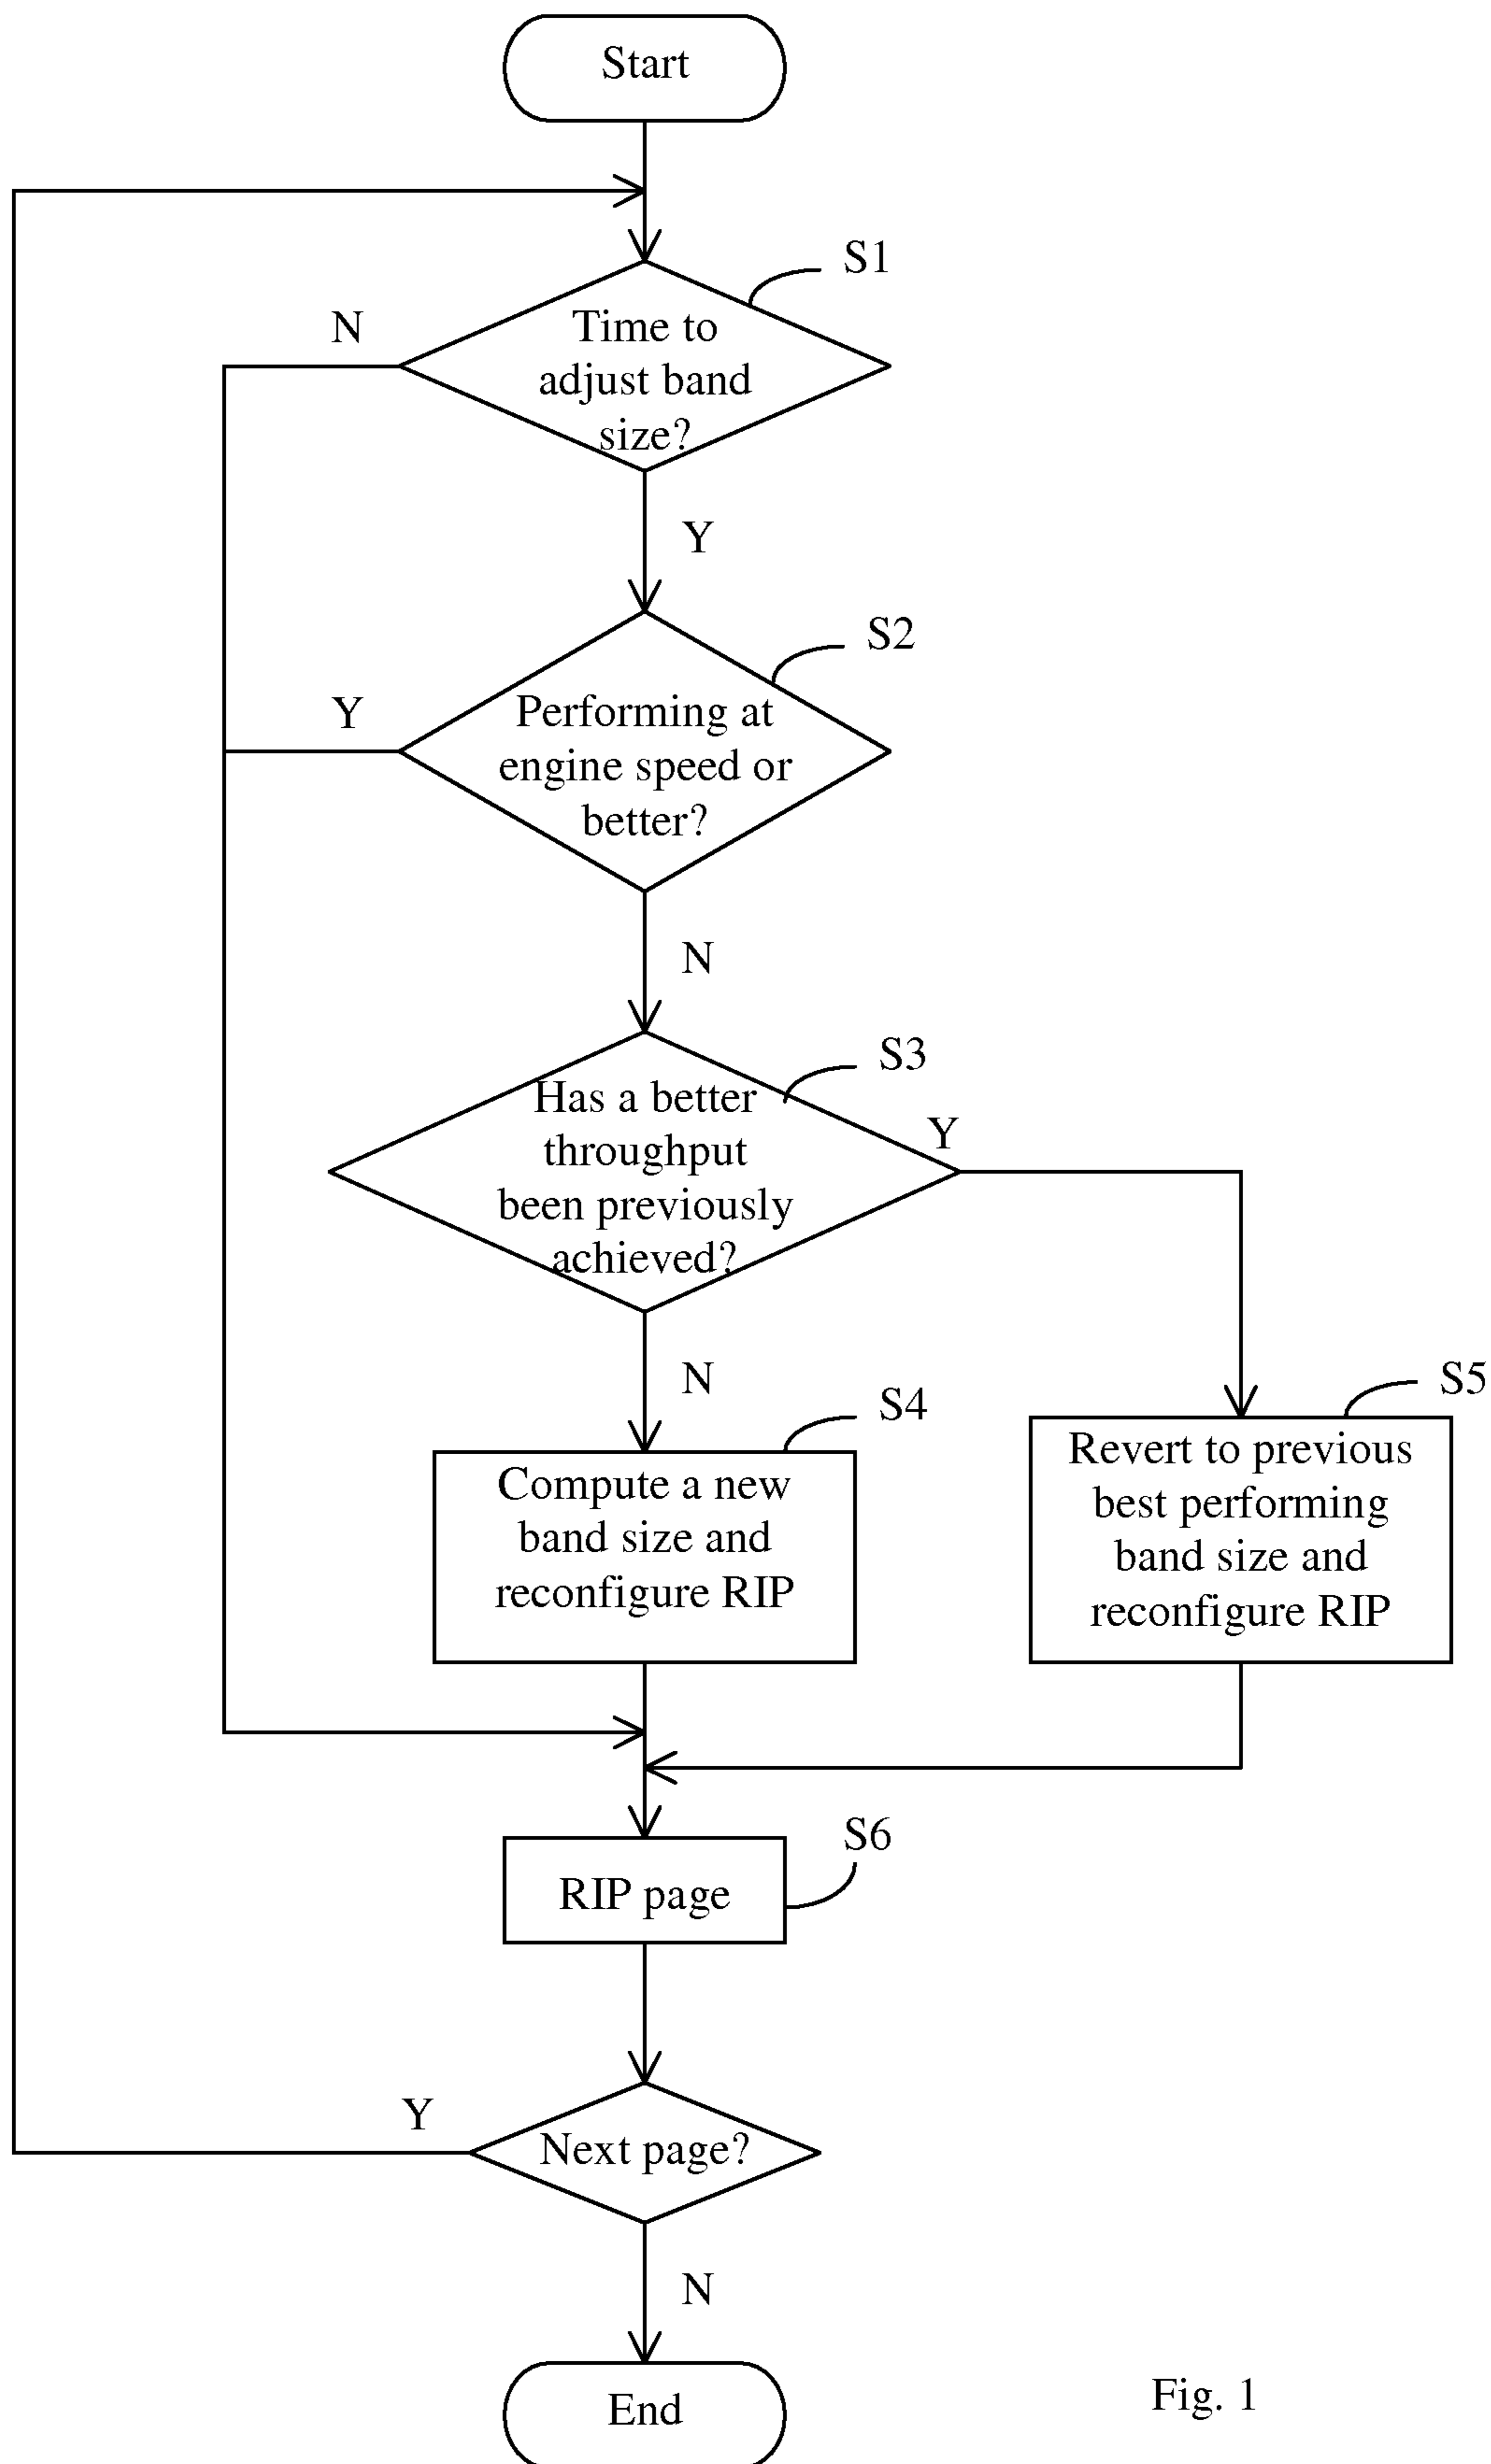 Start
S1
N
Time to
adjust band
size?
Y
S2
Y
Performing at
engine speed or
better?
N
S3
Has a better
throughput
been previously
achieved?
Y
N
S4
S5
Compute a new
band size and
reconfigure RIP
Revert to previous
best performing
band size and
reconfigure RIP
S6
RIP page
Y
Next page?
N
End
Fig. 1